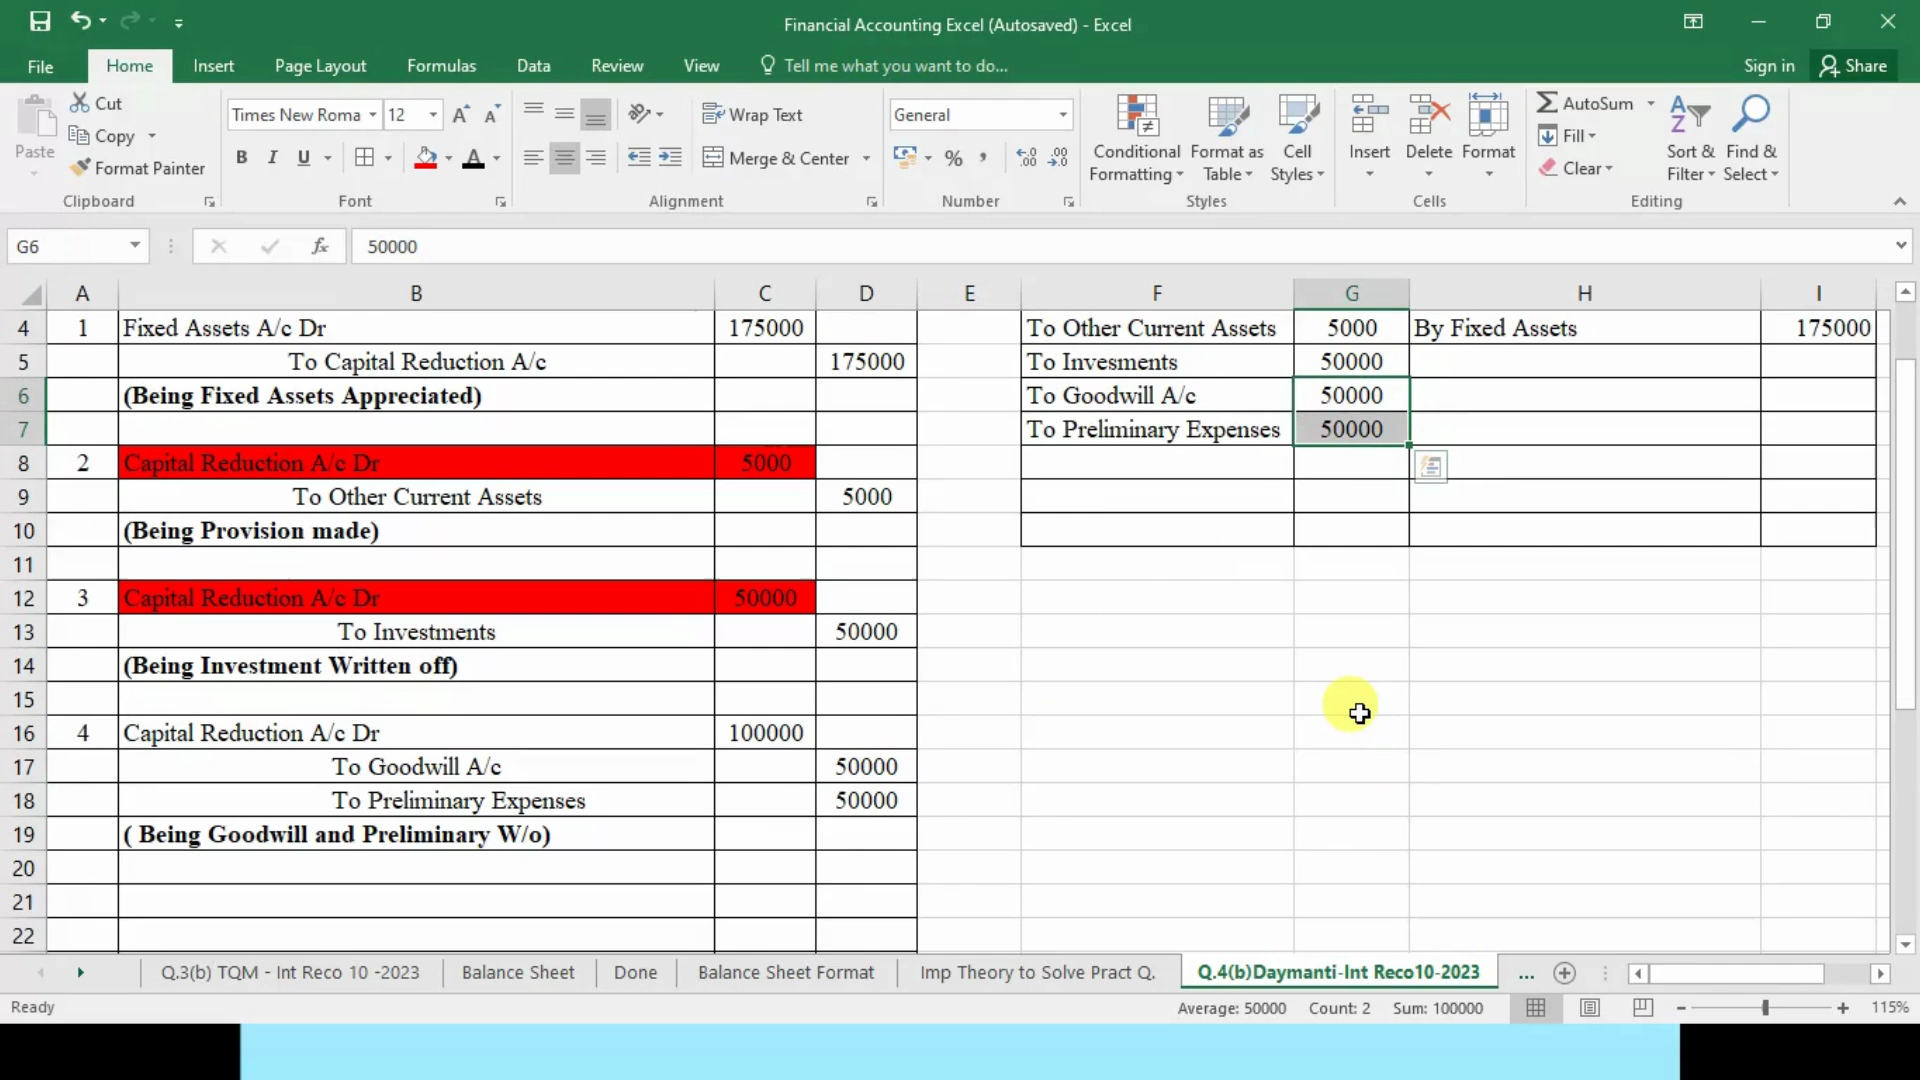 Financial Accounting Excel (Autosaved) - Excel
File Home Insert Page Layout Formulas Data Review View Tell me what you want to do... Sign in Share
Paste Cut Copy Format Painter Clipboard
Times New Roma 12 B I U A Font
Wrap Text Merge & Center Alignment
General % , Number
Conditional Formatting Format as Table Cell Styles Styles
Insert Delete Format Cells
AutoSum Fill Clear Sort & Filter Find & Select Editing
G6 fx 50000
A B C D E F G H I
4 1 Fixed Assets A/c Dr 175000 To Other Current Assets 5000 By Fixed Assets 175000
5 To Capital Reduction A/c 175000 To Invesments 50000
6 (Being Fixed Assets Appreciated) To Goodwill A/c 50000
7 To Preliminary Expenses 50000
8 2 Capital Reduction A/c Dr 5000
9 To Other Current Assets 5000
10 (Being Provision made)
11
12 3 Capital Reduction A/c Dr 50000
13 To Investments 50000
14 (Being Investment Written off)
15
16 4 Capital Reduction A/c Dr 100000
17 To Goodwill A/c 50000
18 To Preliminary Expenses 50000
19 ( Being Goodwill and Preliminary W/o)
20
21
22
Q.3(b) TQM - Int Reco 10 -2023 Balance Sheet Done Balance Sheet Format Imp Theory to Solve Pract Q. Q.4(b)Daymanti-Int Reco10-2023 ...
Ready Average: 50000 Count: 2 Sum: 100000 115%